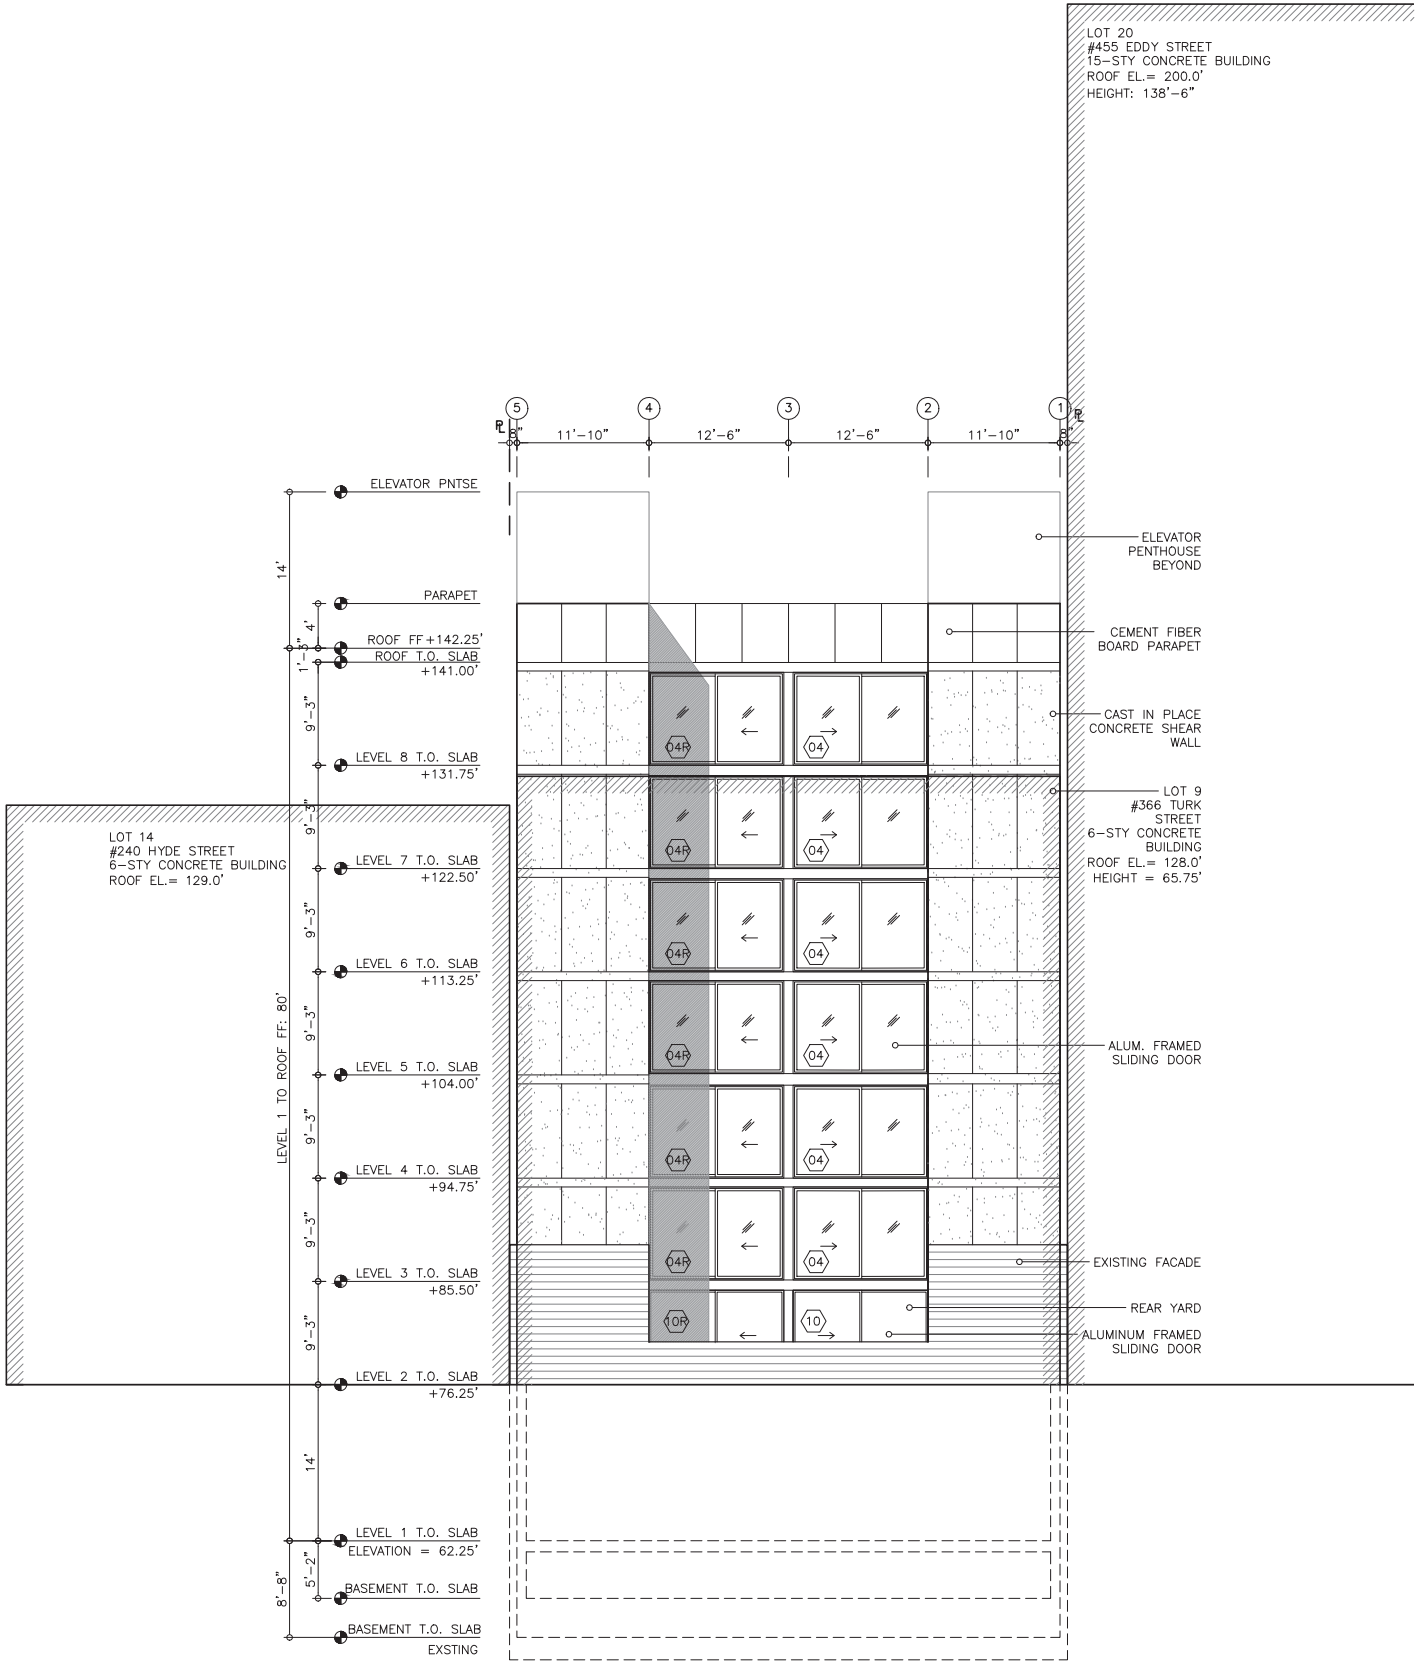 LOT 20
#455 EDDY STREET
15-STY CONCRETE BUILDING
ROOF EL.= 200.0'
HEIGHT: 138'-6"
5
4
3
2
1
PL
8"
11'-10"
12'-6"
12'-6"
11'-10"
8"
PL
ELEVATOR PNTSE
14'
PARAPET
4'
ROOF FF+142.25'
1'-3"
ROOF T.O. SLAB
+141.00'
9'-3"
LEVEL 8 T.O. SLAB
+131.75'
9'-3"
LEVEL 7 T.O. SLAB
+122.50'
9'-3"
LEVEL 6 T.O. SLAB
+113.25'
9'-3"
LEVEL 5 T.O. SLAB
+104.00'
9'-3"
LEVEL 4 T.O. SLAB
+94.75'
9'-3"
LEVEL 3 T.O. SLAB
+85.50'
9'-3"
LEVEL 2 T.O. SLAB
+76.25'
14'
LEVEL 1 T.O. SLAB
ELEVATION = 62.25'
5'-2"
BASEMENT T.O. SLAB
8'-8"
BASEMENT T.O. SLAB
EXSTING
LEVEL 1 TO ROOF FF: 80'
LOT 14
#240 HYDE STREET
6-STY CONCRETE BUILDING
ROOF EL.= 129.0'
04R
04
04R
04
04R
04
04R
04
04R
04
04R
04
10R
10
ELEVATOR
PENTHOUSE
BEYOND
CEMENT FIBER
BOARD PARAPET
CAST IN PLACE
CONCRETE SHEAR
WALL
LOT 9
#366 TURK
STREET
6-STY CONCRETE
BUILDING
ROOF EL.= 128.0'
HEIGHT = 65.75'
ALUM. FRAMED
SLIDING DOOR
EXISTING FACADE
REAR YARD
ALUMINUM FRAMED
SLIDING DOOR